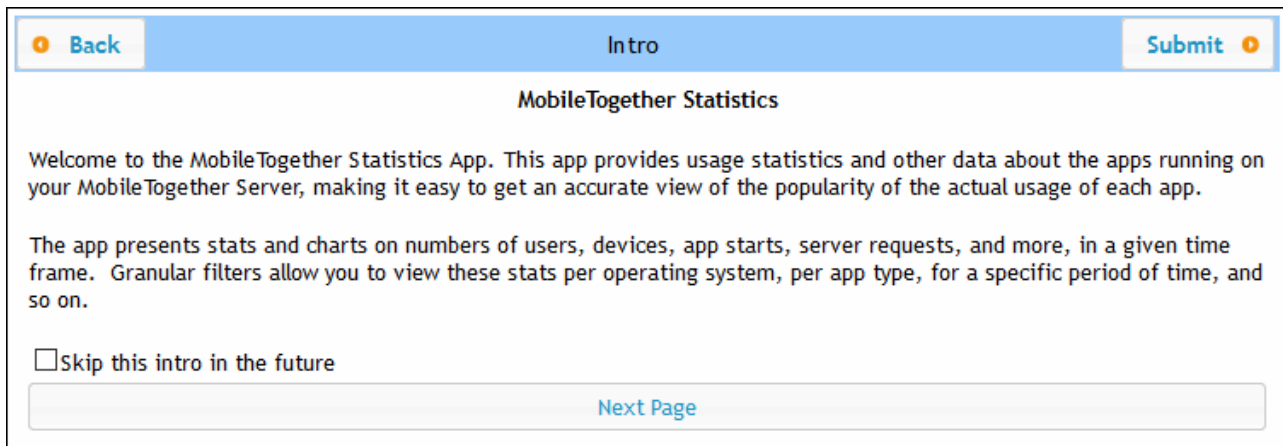 Back
Intro
Submit
MobileTogether Statistics
Welcome to the MobileTogether Statistics App. This app provides usage statistics and other data about the apps running on
your MobileTogether Server, making it easy to get an accurate view of the popularity of the actual usage of each app.
The app presents stats and charts on numbers of users, devices, app starts, server requests, and more, in a given time
frame.  Granular filters allow you to view these stats per operating system, per app type, for a specific period of time, and
so on.
Skip this intro in the future
Next Page